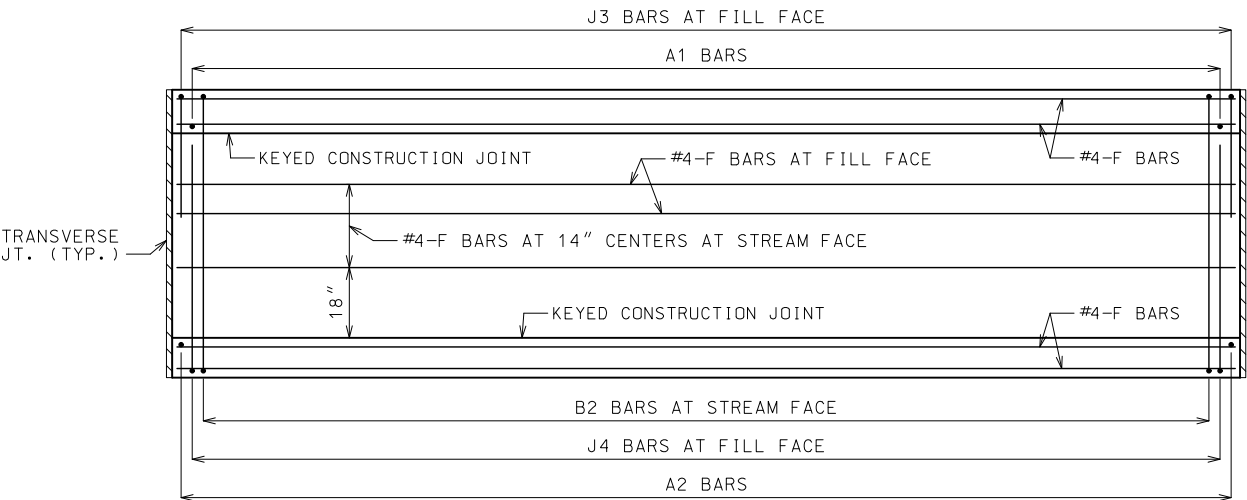 J3 BARS AT FILL FACE
A1 BARS
KEYED CONSTRUCTION JOINT
#4-F BARS AT FILL FACE
#4-F BARS
TRANSVERSE
JT. (TYP.)
#4-F BARS AT 14" CENTERS AT STREAM FACE
18"
KEYED CONSTRUCTION JOINT
#4-F BARS
B2 BARS AT STREAM FACE
J4 BARS AT FILL FACE
A2 BARS